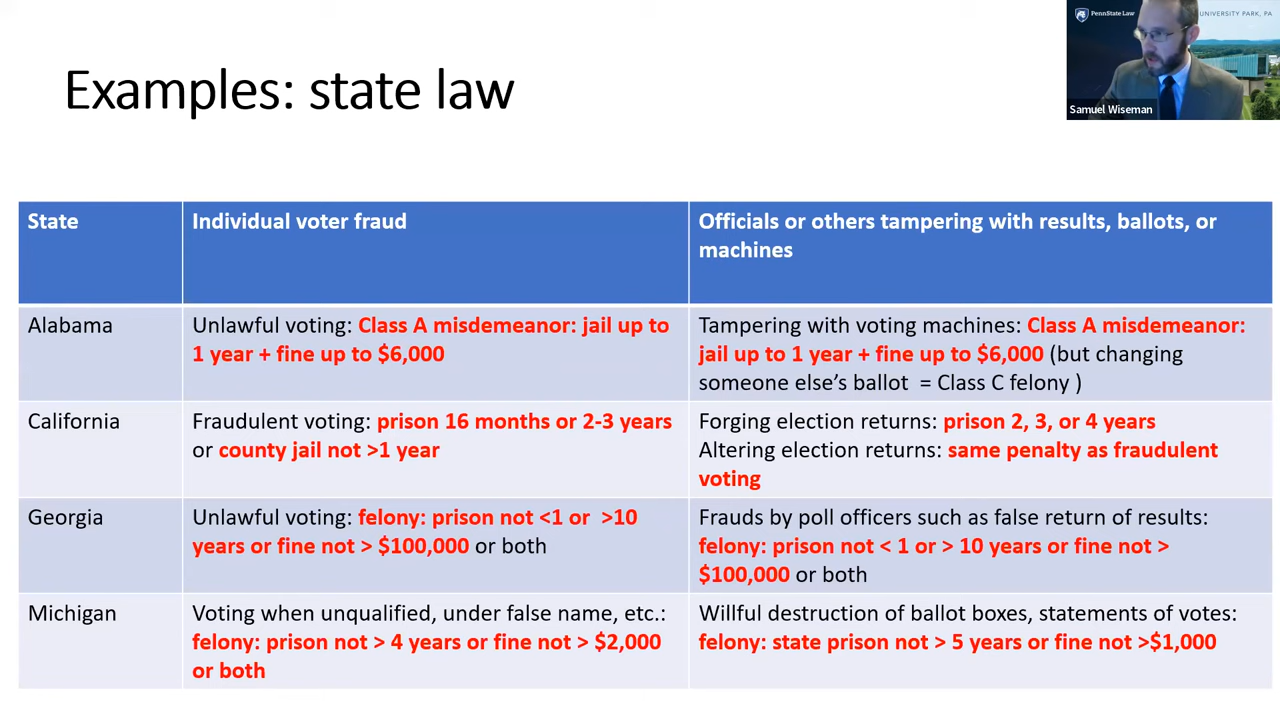 PennState Law
UNIVERSITY PARK, PA
Samuel Wiseman
Examples: state law
State
Individual voter fraud
Officials or others tampering with results, ballots, or
machines
Alabama
Unlawful voting: Class A misdemeanor: jail up to
1 year + fine up to $6,000
Tampering with voting machines: Class A misdemeanor:
jail up to 1 year + fine up to $6,000 (but changing
someone else's ballot  = Class C felony )
California
Fraudulent voting: prison 16 months or 2-3 years
or county jail not >1 year
Forging election returns: prison 2, 3, or 4 years
Altering election returns: same penalty as fraudulent
voting
Georgia
Unlawful voting: felony: prison not <1 or  >10
years or fine not > $100,000 or both
Frauds by poll officers such as false return of results:
felony: prison not < 1 or > 10 years or fine not >
$100,000 or both
Michigan
Voting when unqualified, under false name, etc.:
felony: prison not > 4 years or fine not > $2,000
or both
Willful destruction of ballot boxes, statements of votes:
felony: state prison not > 5 years or fine not >$1,000